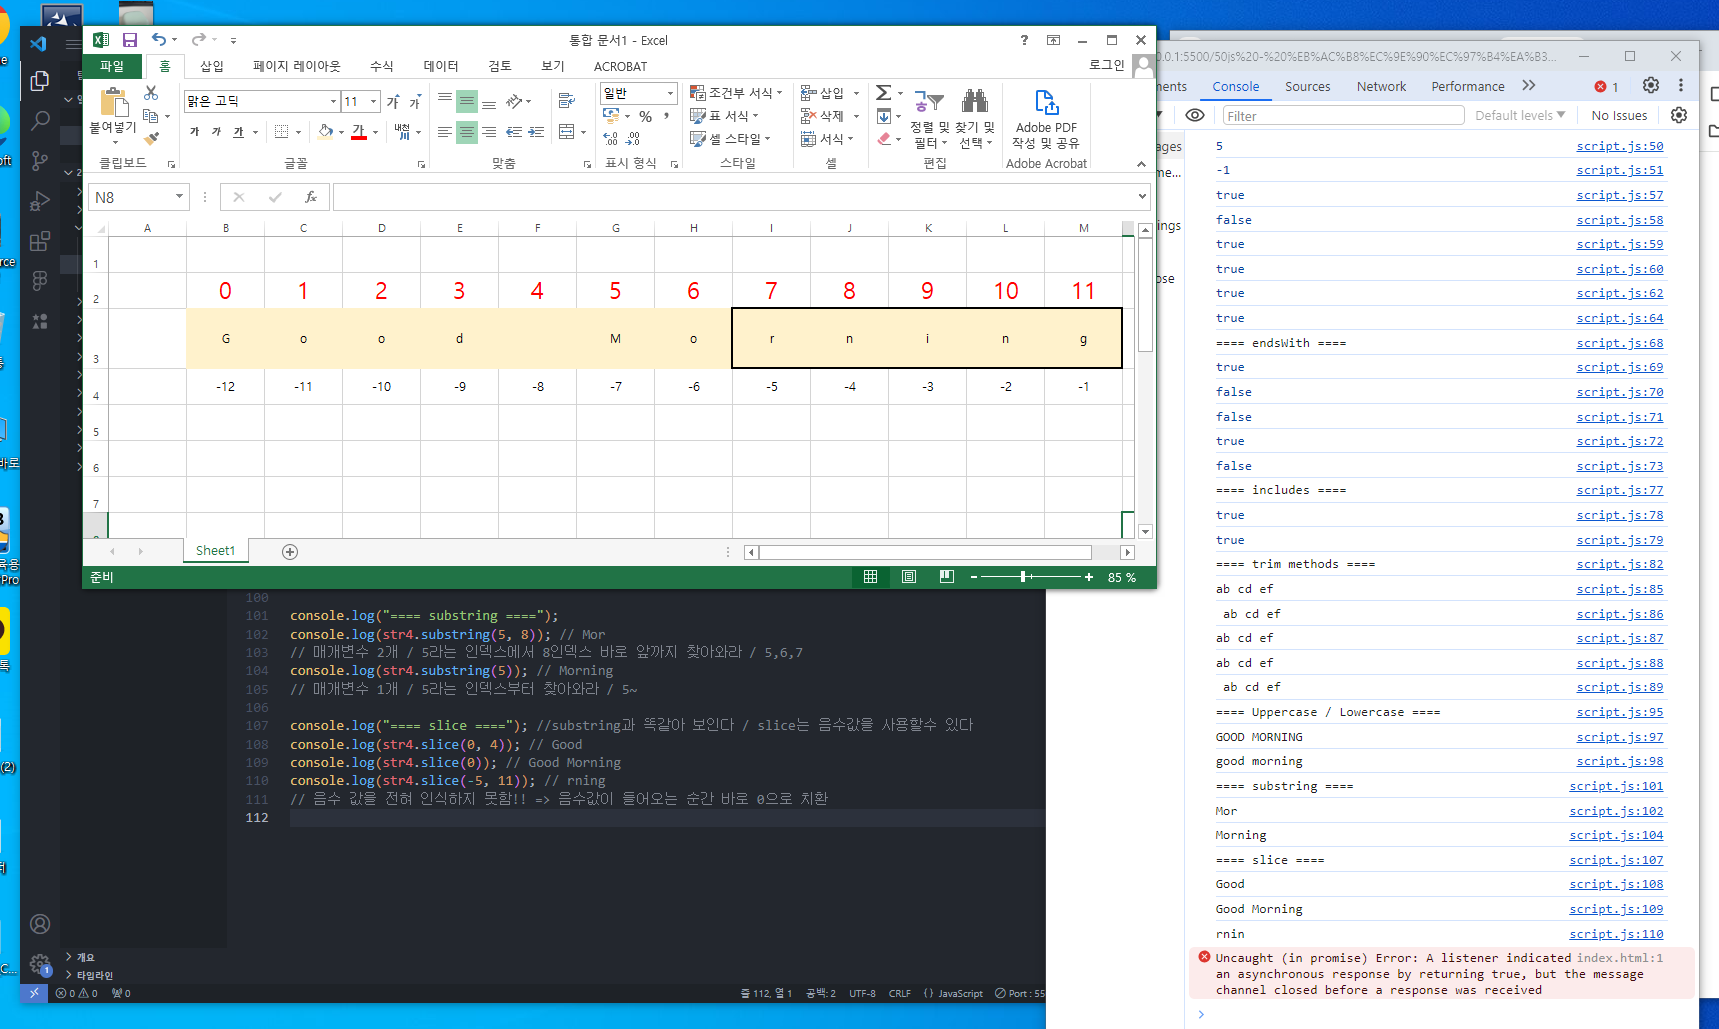 통합 문서1 - Excel
파일 홈 삽입 페이지 레이아웃 수식 데이터 검토 보기 ACROBAT 로그인
붙여넣기
클립보드
맑은 고딕 11
가 가 가 내천
글꼴
맞춤
일반
표시 형식
조건부 서식
표 서식
셀 스타일
스타일
삽입
삭제
서식
셀
정렬 및 필터
찾기 및 선택
편집
Adobe PDF
작성 및 공유
Adobe Acrobat
N8
A B C D E F G H I J K L M
1
2 0 1 2 3 4 5 6 7 8 9 10 11
3 G o o d M o r n i n g
4 -12 -11 -10 -9 -8 -7 -6 -5 -4 -3 -2 -1
5
6
7
Sheet1
준비
85 %
100
101 console.log("==== substring ====");
102 console.log(str4.substring(5, 8)); // Mor
103 // 매개변수 2개 / 5라는 인덱스에서 8인덱스 바로 앞까지 찾아와라 / 5,6,7
104 console.log(str4.substring(5)); // Morning
105 // 매개변수 1개 / 5라는 인덱스부터 찾아와라 / 5~
106
107 console.log("==== slice ===="); //substring과 똑같아 보인다 / slice는 음수값을 사용할수 있다
108 console.log(str4.slice(0, 4)); // Good
109 console.log(str4.slice(0)); // Good Morning
110 console.log(str4.slice(-5, 11)); // rning
111 // 음수 값을 전혀 인식하지 못함!! => 음수값이 들어오는 순간 바로 0으로 치환
112
개요
타임라인
0 0 0
줄 112, 열 1 공백: 2 UTF-8 CRLF {} JavaScript Port : 55
0.0.1:5500/50js%20-%20%EB%AC%B8%EC%9E%90%EC%97%B4%EA%B3...
nents Console Sources Network Performance 1
Filter Default levels No Issues
5 script.js:50
-1 script.js:51
true script.js:57
false script.js:58
true script.js:59
true script.js:60
true script.js:62
true script.js:64
==== endsWith ==== script.js:68
true script.js:69
false script.js:70
false script.js:71
true script.js:72
false script.js:73
==== includes ==== script.js:77
true script.js:78
true script.js:79
==== trim methods ==== script.js:82
ab cd ef script.js:85
 ab cd ef script.js:86
ab cd ef script.js:87
ab cd ef script.js:88
 ab cd ef script.js:89
==== Uppercase / Lowercase ==== script.js:95
GOOD MORNING script.js:97
good morning script.js:98
==== substring ==== script.js:101
Mor script.js:102
Morning script.js:104
==== slice ==== script.js:107
Good script.js:108
Good Morning script.js:109
rnin script.js:110
Uncaught (in promise) Error: A listener indicated index.html:1
an asynchronous response by returning true, but the message
channel closed before a response was received